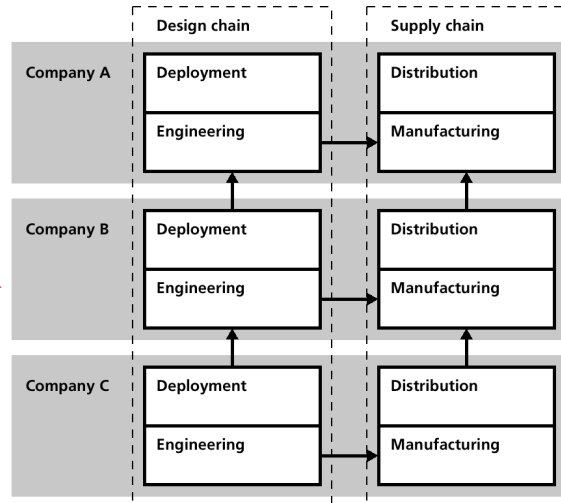 Design chain
Supply chain
Company A
Deployment
Distribution
Engineering
Manufacturing
Company B
Deployment
Distribution
Engineering
Manufacturing
Company C
Deployment
Distribution
Engineering
Manufacturing